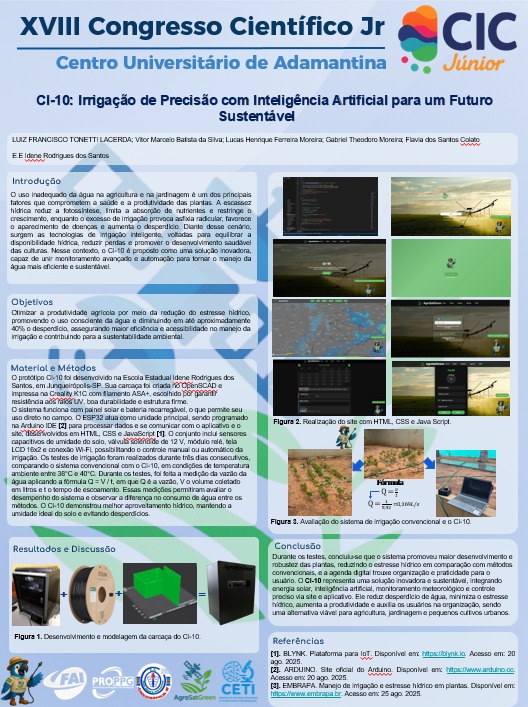 XVIII Congresso Científico Jr
Centro Universitário de Adamantina
CIC
Júnior
CI-10: Irrigação de Precisão com Inteligência Artificial para um Futuro
Sustentável
LUIZ FRANCISCO TONETTI LACERDA; Vítor Marcelo Batista da Silva; Lucas Henrique Ferreira Moreira; Gabriel Theodoro Moreira; Flavia dos Santos Colato
E.E Idene Rodrigues dos Santos
Introdução
O uso inadequado da água na agricultura e na jardinagem é um dos principais
fatores que comprometem a saúde e a produtividade das plantas. A escassez
hídrica reduz a fotossíntese, limita a absorção de nutrientes e restringe o
crescimento, enquanto o excesso de irrigação provoca asfixia radicular, favorece
o aparecimento de doenças e aumenta o desperdício. Diante desse cenário,
surgem as tecnologias de irrigação inteligente, voltadas para equilibrar a
disponibilidade hídrica, reduzir perdas e promover o desenvolvimento saudável
das culturas. Nesse contexto, o CI-10 é proposto como uma solução inovadora,
capaz de unir monitoramento avançado e automação para tornar o manejo da
água mais eficiente e sustentável.
Objetivos
Otimizar a produtividade agrícola por meio da redução do estresse hídrico,
promovendo o uso consciente da água e diminuindo em até aproximadamente
40% o desperdício, assegurando maior eficiência e acessibilidade no manejo da
irrigação e contribuindo para a sustentabilidade ambiental.
Material e Métodos
O protótipo CI-10 foi desenvolvido na Escola Estadual Idene Rodrigues dos
Santos, em Junqueirópolis-SP. Sua carcaça foi criada no OpenSCAD e
impressa na Creality K1C com filamento ASA+, escolhido por garantir
resistência aos raios UV, boa durabilidade e estrutura firme.
O sistema funciona com painel solar e bateria recarregável, o que permite seu
uso direto no campo. O ESP32 atua como unidade principal, sendo programado
na Arduino IDE [2] para processar dados e se comunicar com o aplicativo e o
site, desenvolvidos em HTML, CSS e JavaScript [1]. O conjunto inclui sensores
capacitivos de umidade do solo, válvula solenoide de 12 V, módulo relé, tela
LCD 16x2 e conexão Wi-Fi, possibilitando o controle manual ou automático da
irrigação. Os testes de irrigação foram realizados durante três dias consecutivos,
comparando o sistema convencional com o CI-10, em condições de temperatura
ambiente entre 38°C e 40°C. Durante os testes, foi feita a medição da vazão da
água aplicando a fórmula Q = V / t, em que Q é a vazão, V o volume coletado
em litros e t o tempo de escoamento. Essas medições permitiram avaliar o
desempenho do sistema e observar a diferença no consumo de água entre os
métodos. O CI-10 demonstrou melhor aproveitamento hídrico, mantendo a
umidade ideal do solo e evitando desperdícios.
Resultados e Discussão
+ + =
Figura 1. Desenvolvimento e modelagem da carcaça do CI-10.
FAI
PROPPG
AgroSatGreen
CETI
Figura 2. Realização do site com HTML, CSS e Java Script.
Fórmula
Figura 3. Avaliação do sistema de irrigação convencional e o CI-10.
Conclusão
Durante os testes, concluiu-se que o sistema promoveu maior desenvolvimento e
robustez das plantas, reduzindo o estresse hídrico em comparação com métodos
convencionais, e a agenda digital trouxe organização e praticidade para o
usuário. O CI-10 representa uma solução inovadora e sustentável, integrando
energia solar, inteligência artificial, monitoramento meteorológico e controle
preciso via site e aplicativo. Ele reduz desperdício de água, minimiza o estresse
hídrico, aumenta a produtividade e auxilia os usuários na organização, sendo
uma alternativa viável para agricultura, jardinagem e pequenos cultivos urbanos.
Referências
[1]. BLYNK. Plataforma para IoT. Disponível em: https://blynk.io. Acesso em: 20
ago. 2025.
[2]. ARDUINO. Site oficial do Arduino. Disponível em: https://www.arduino.cc.
Acesso em: 20 ago. 2025.
[3]. EMBRAPA. Manejo de irrigação e estresse hídrico em plantas. Disponível em:
https://www.embrapa.br. Acesso em: 25 ago. 2025.